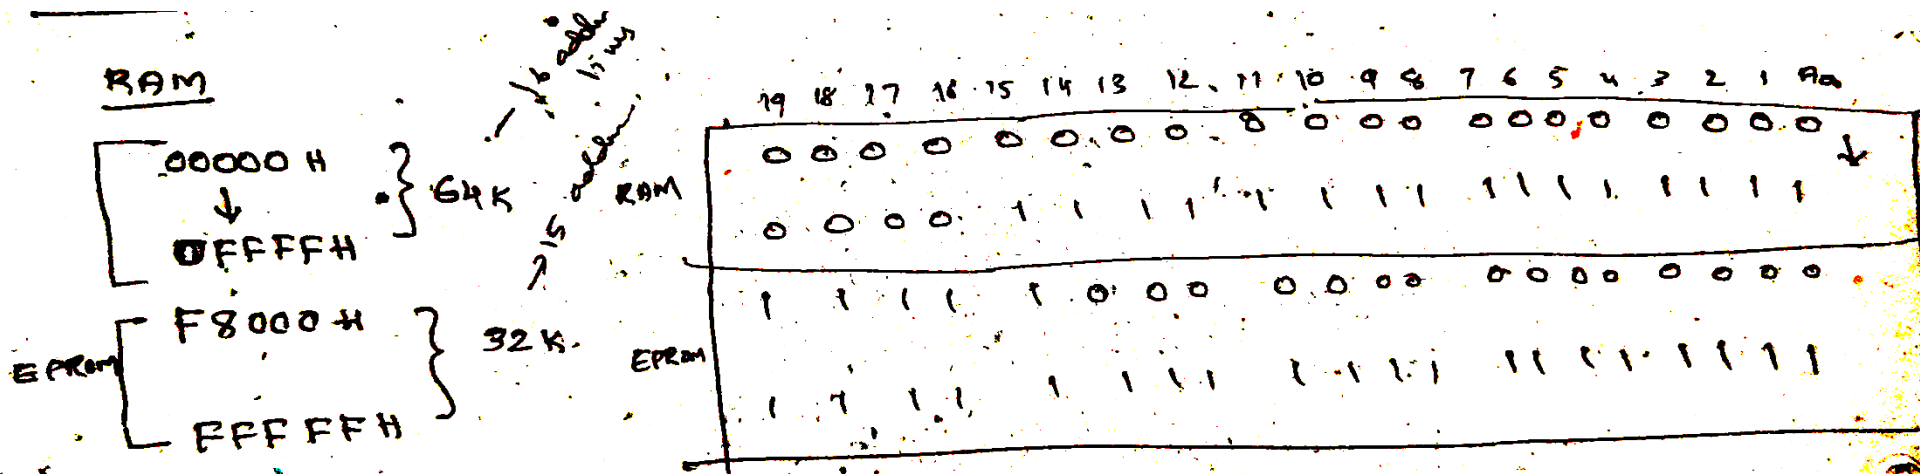 RAM
00000 H
↓
0FFFFH
} 64K
→ 16
EPROM
F8000H
FFFFFH
} 32K.
→ 15
19 18 17 16 15 14 13 12 11 10 9 8 7 6 5 4 3 2 1 A0
RAM
0 0 0 0 0 0 0 0 0 0 0 0 0 0 0 0 0 0 0 0 ↓
0 0 0 0 1 1 1 1 1 1 1 1 1 1 1 1 1 1 1 1
EPROM
1 1 1 1 1 0 0 0 0 0 0 0 0 0 0 0 0 0 0 0
1 1 1 1 1 1 1 1 1 1 1 1 1 1 1 1 1 1 1 1